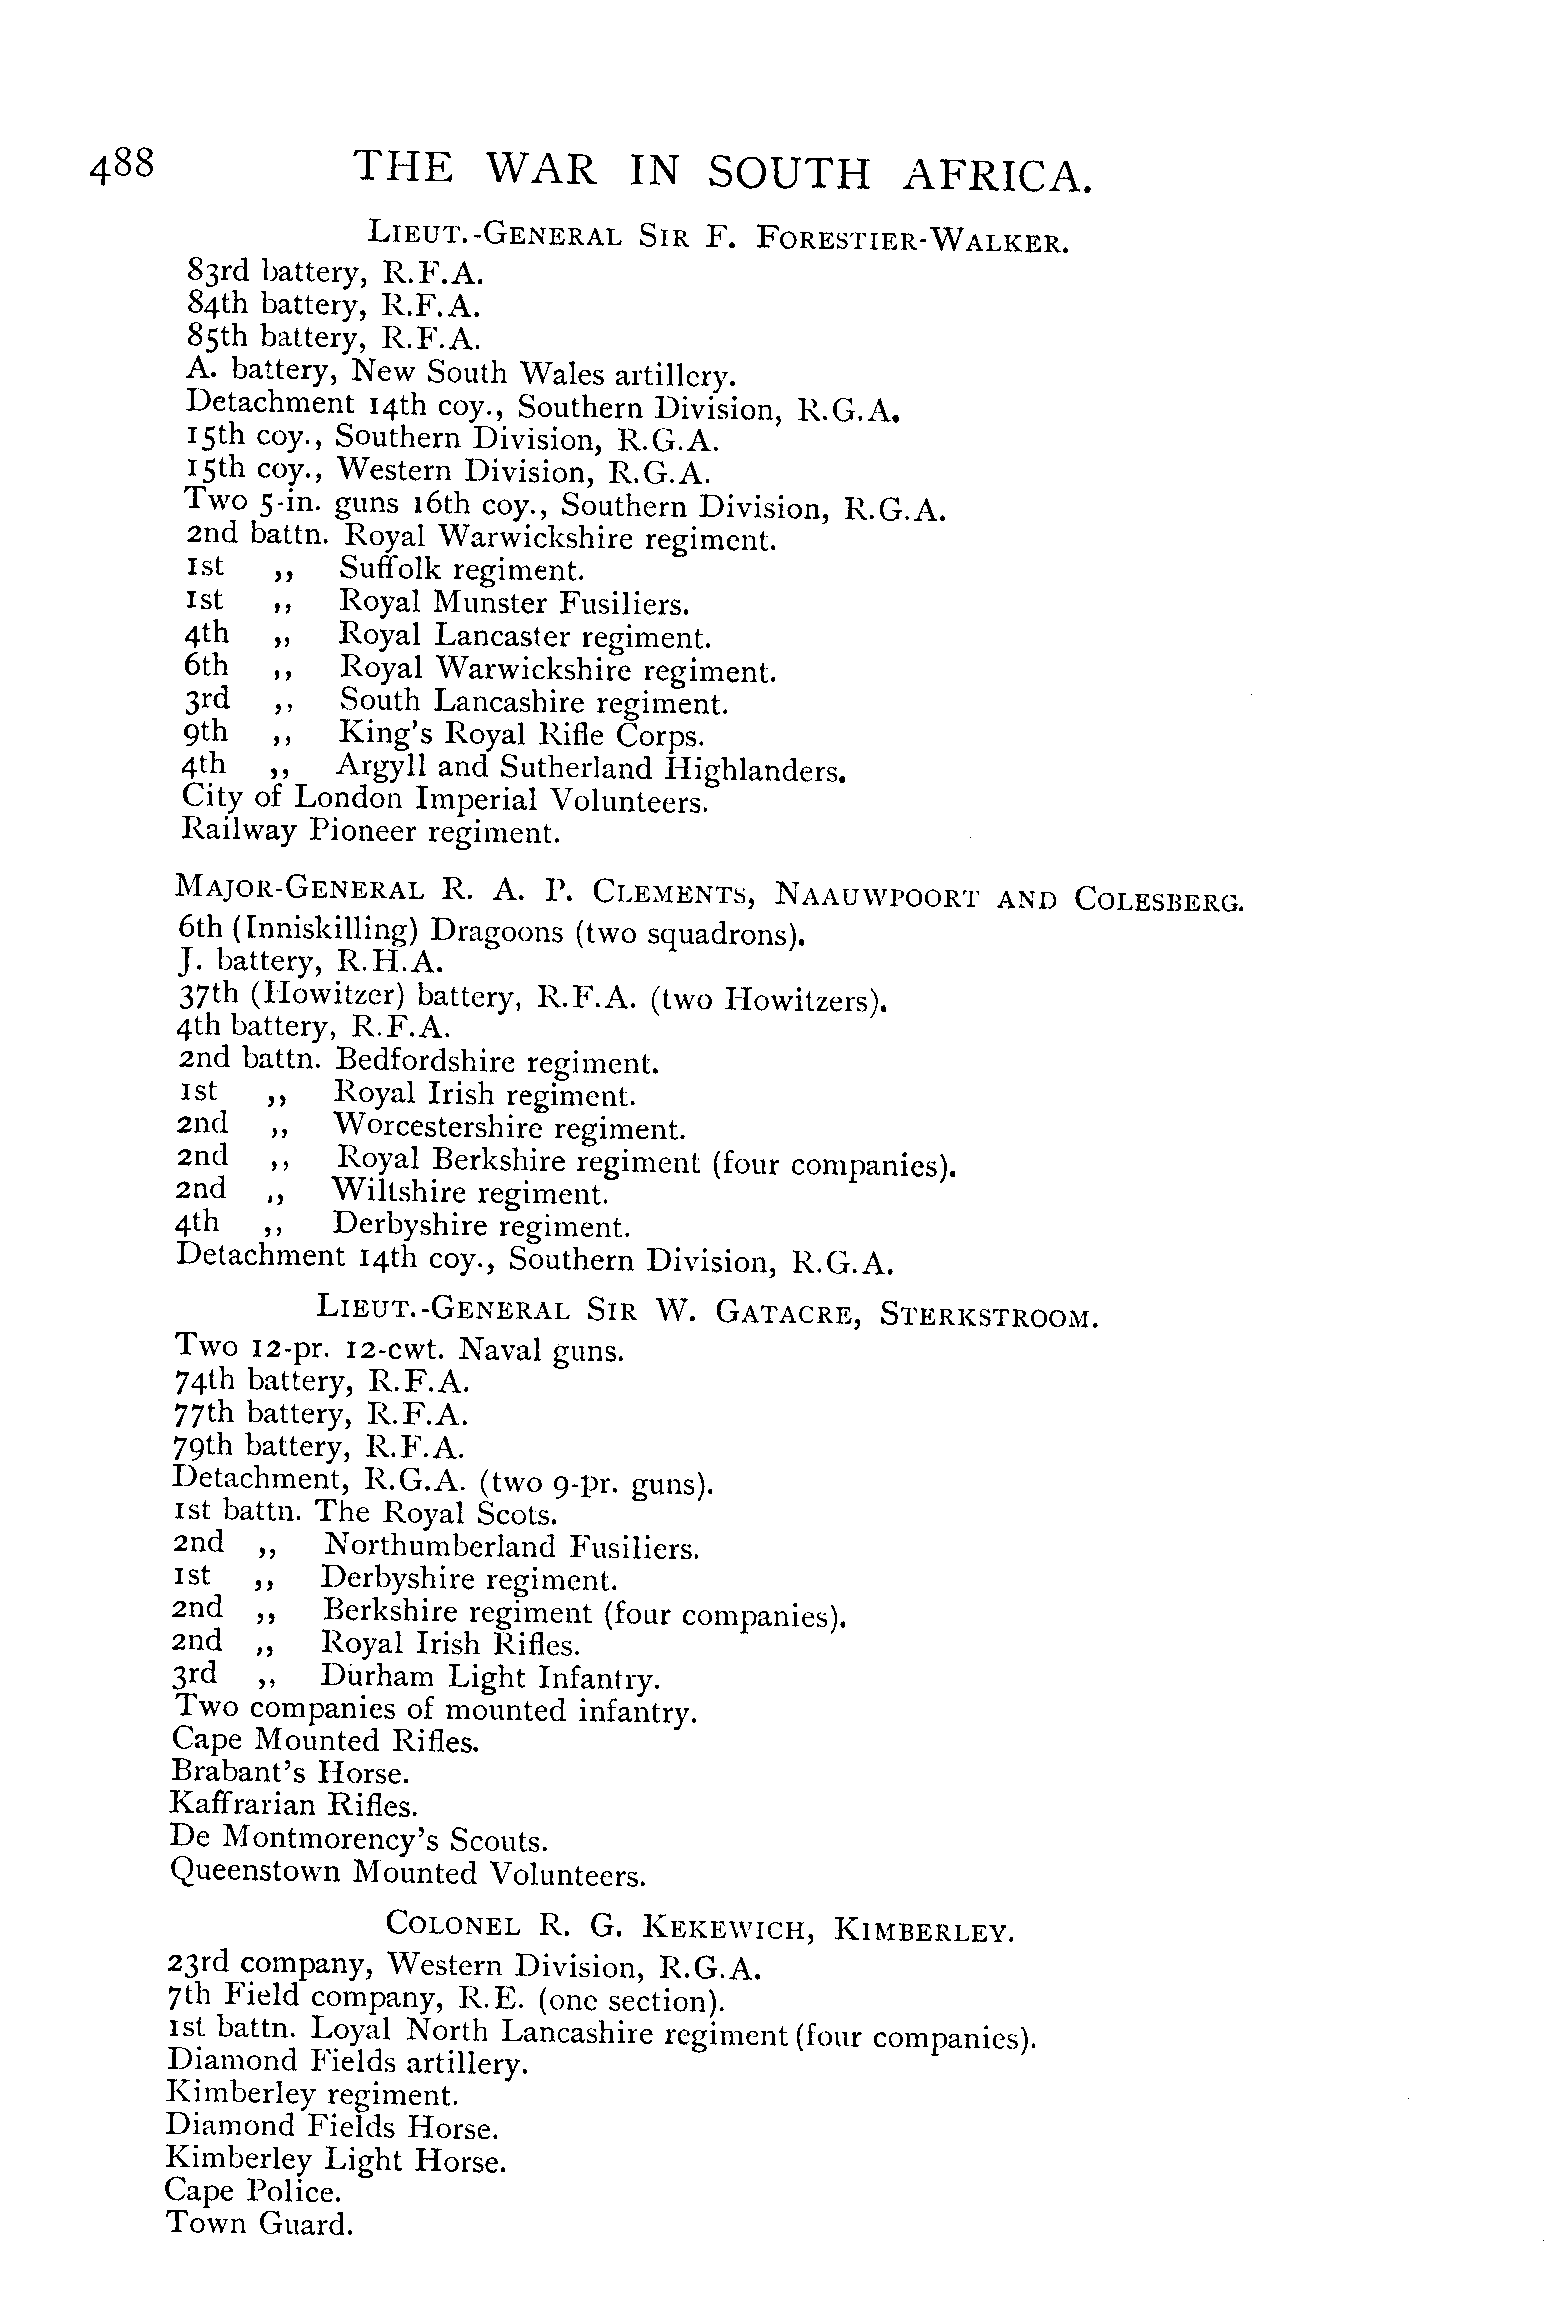 488 THE WAR IN SOUTH AFRICA.
LIEUT.-GENERAL SIR F. FORESTIER-WALKER.
83rd battery, R.F.A.
84th battery, R.F.A.
85th battery, R.F.A.
A. battery, New South Wales artillery.
Detachment 14th coy., Southern Division, R.G.A.
15th coy., Southern Division, R.G.A.
15th coy., Western Division, R.G.A.
Two 5-in. guns 16th coy., Southern Division, R.G.A.
2nd battn. Royal Warwickshire regiment.
1st ,, Suffolk regiment.
1st ,, Royal Munster Fusiliers.
4th ,, Royal Lancaster regiment.
6th ,, Royal Warwickshire regiment.
3rd ,, South Lancashire regiment.
9th ,, King's Royal Rifle Corps.
4th ,, Argyll and Sutherland Highlanders.
City of London Imperial Volunteers.
Railway Pioneer regiment.
MAJOR-GENERAL R. A. P. CLEMENTS, NAAUWPOORT AND COLESBERG.
6th (Inniskilling) Dragoons (two squadrons).
J. battery, R.H.A.
37th (Howitzer) battery, R.F.A. (two Howitzers).
4th battery, R.F.A.
2nd battn. Bedfordshire regiment.
1st ,, Royal Irish regiment.
2nd ,, Worcestershire regiment.
2nd ,, Royal Berkshire regiment (four companies).
2nd ,, Wiltshire regiment.
4th ,, Derbyshire regiment.
Detachment 14th coy., Southern Division, R.G.A.
LIEUT.-GENERAL SIR W. GATACRE, STERKSTROOM.
Two 12-pr. 12-cwt. Naval guns.
74th battery, R.F.A.
77th battery, R.F.A.
79th battery, R.F.A.
Detachment, R.G.A. (two 9-pr. guns).
1st battn. The Royal Scots.
2nd ,, Northumberland Fusiliers.
1st ,, Derbyshire regiment.
2nd ,, Berkshire regiment (four companies).
2nd ,, Royal Irish Rifles.
3rd ,, Durham Light Infantry.
Two companies of mounted infantry.
Cape Mounted Rifles.
Brabant's Horse.
Kaffrarian Rifles.
De Montmorency's Scouts.
Queenstown Mounted Volunteers.
COLONEL R. G. KEKEWICH, KIMBERLEY.
23rd company, Western Division, R.G.A.
7th Field company, R.E. (one section).
1st battn. Loyal North Lancashire regiment (four companies).
Diamond Fields artillery.
Kimberley regiment.
Diamond Fields Horse.
Kimberley Light Horse.
Cape Police.
Town Guard.